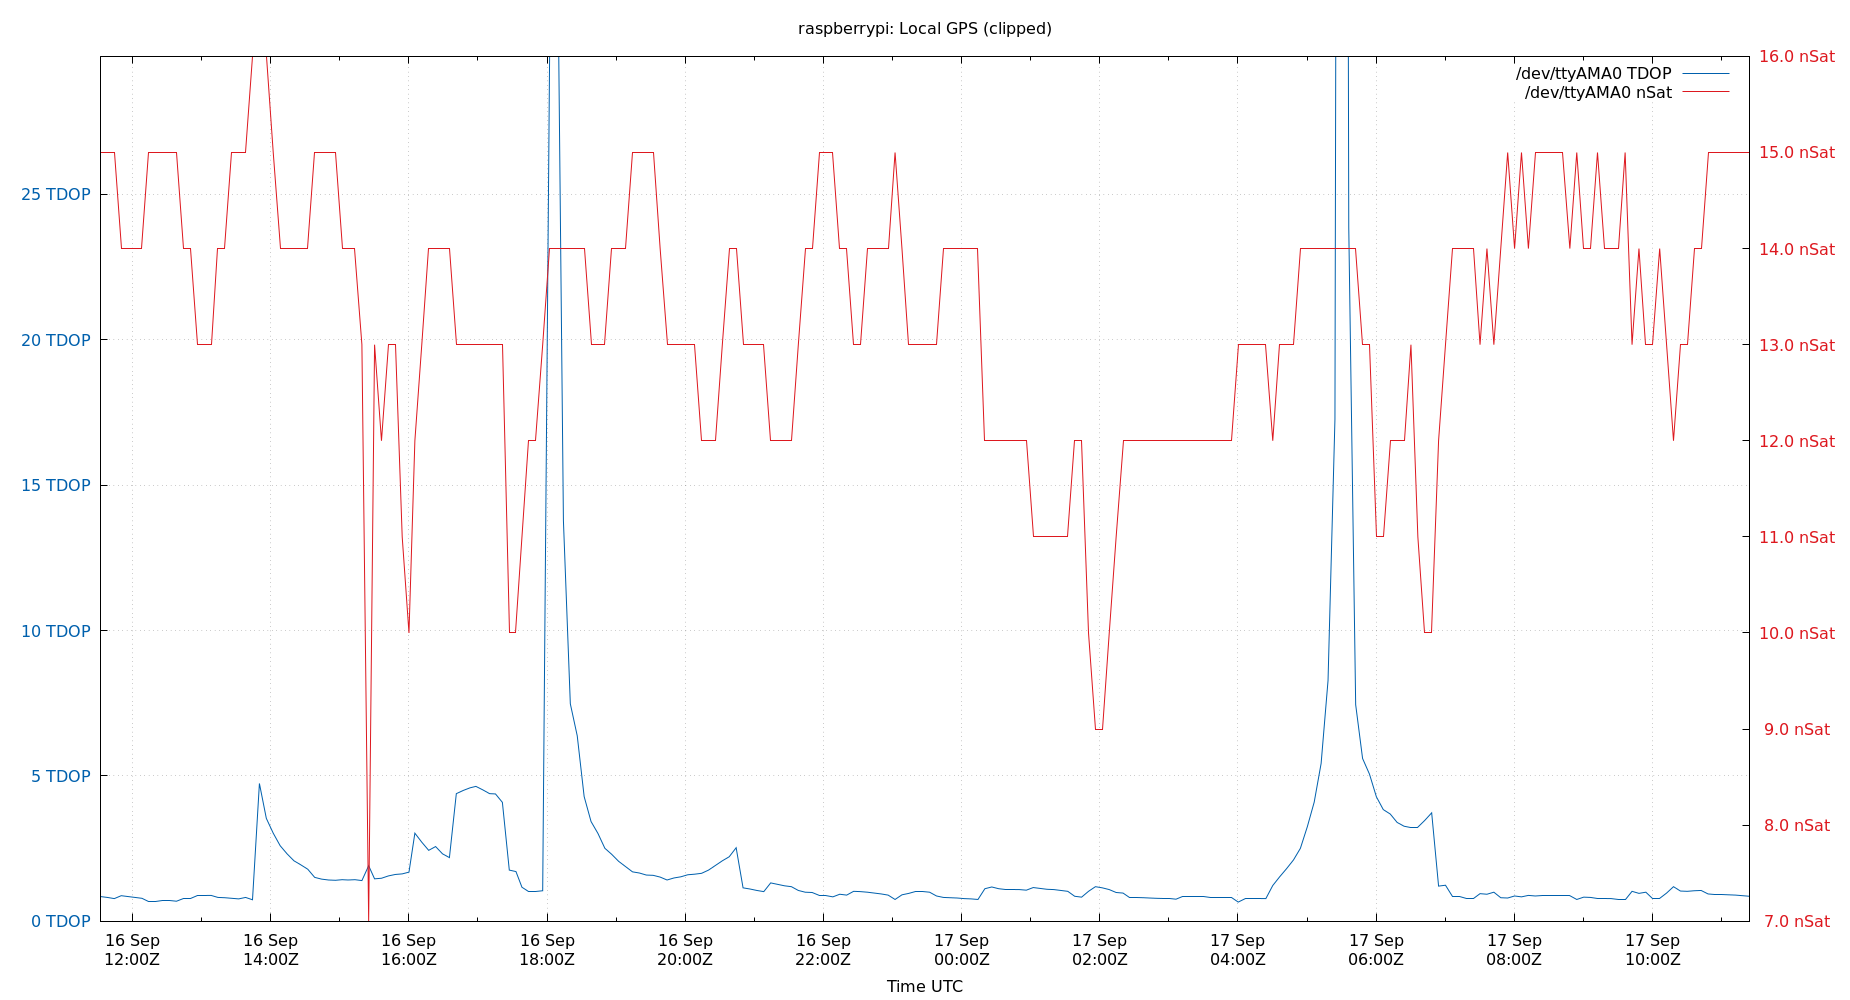 raspberrypi: Local GPS (clipped)
/dev/ttyAMA0 TDOP
/dev/ttyAMA0 nSat
25 TDOP
20 TDOP
15 TDOP
10 TDOP
5 TDOP
0 TDOP
16.0 nSat
15.0 nSat
14.0 nSat
13.0 nSat
12.0 nSat
11.0 nSat
10.0 nSat
9.0 nSat
8.0 nSat
7.0 nSat
16 Sep
12:00Z
16 Sep
14:00Z
16 Sep
16:00Z
16 Sep
18:00Z
16 Sep
20:00Z
16 Sep
22:00Z
17 Sep
00:00Z
17 Sep
02:00Z
17 Sep
04:00Z
17 Sep
06:00Z
17 Sep
08:00Z
17 Sep
10:00Z
Time UTC